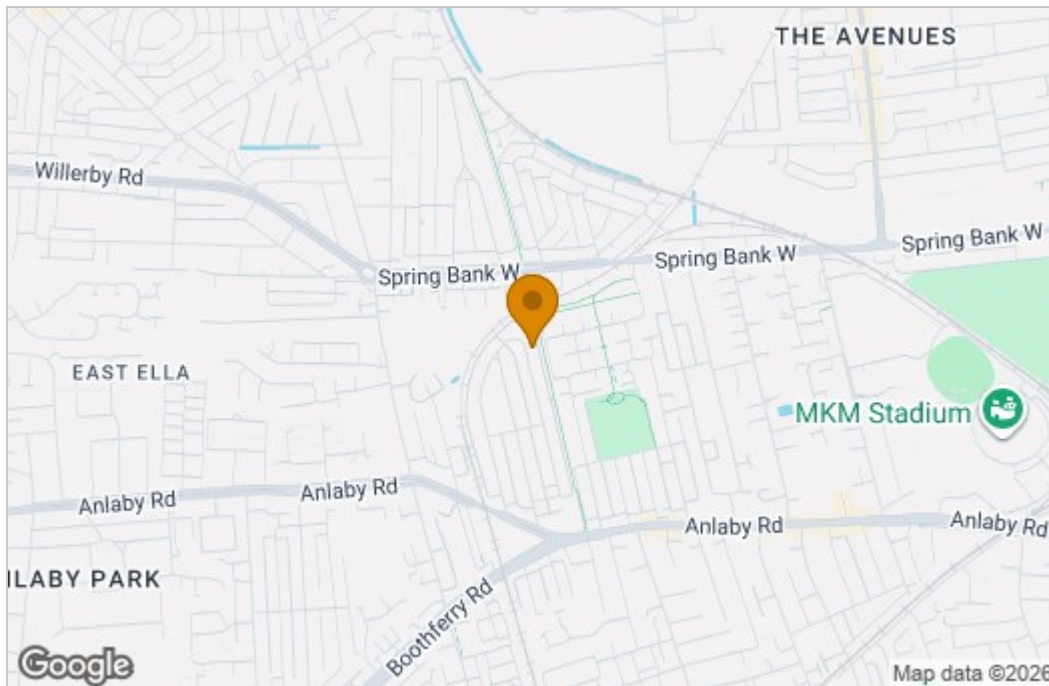 THE AVENUES
Willerby Rd
Spring Bank W
Spring Bank W
Spring Bank W
EAST ELLA
MKM Stadium
Anlaby Rd
Anlaby Rd
Anlaby Rd
Anlaby Rd
ILABY PARK
Boothferry Rd
Google
Map data ©2026